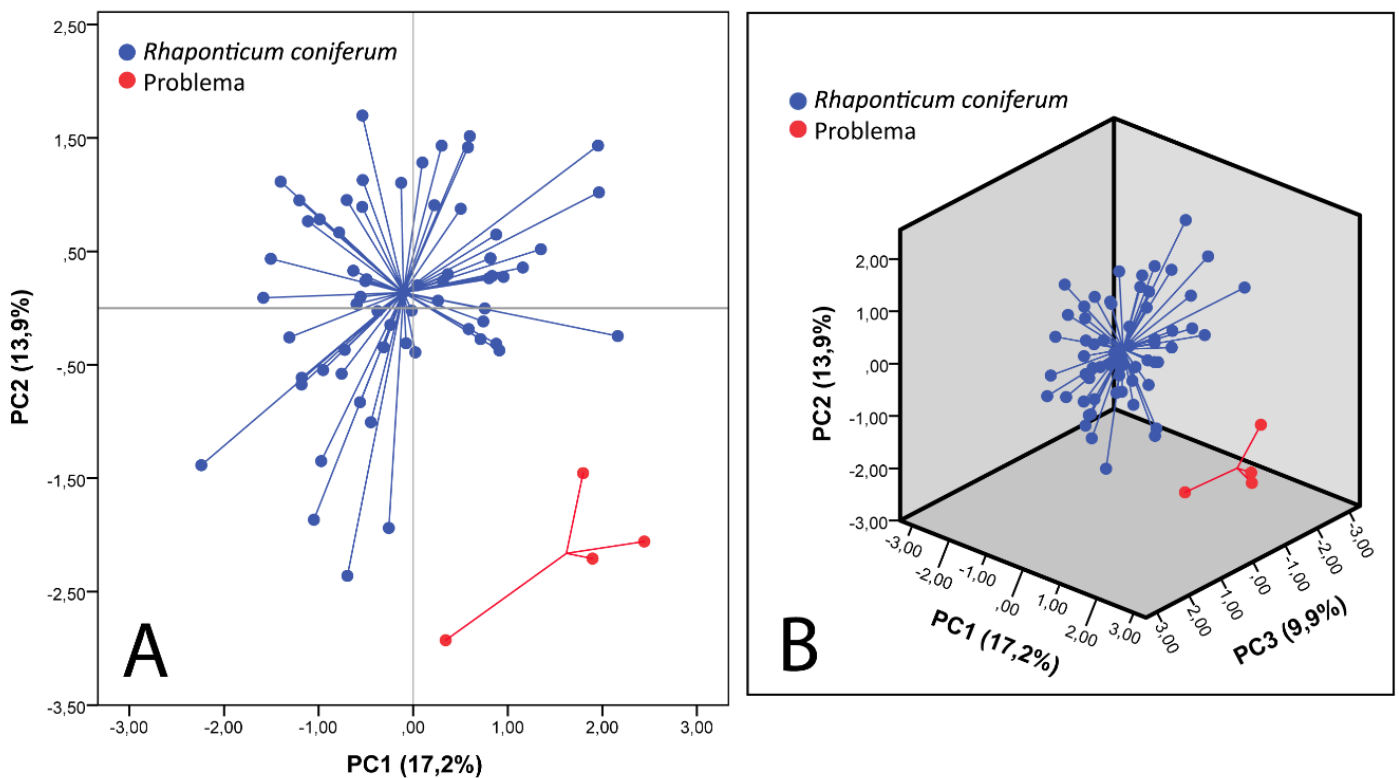 2,50
1,50
,50
-,50
-1,50
-2,50
-3,50
PC2 (13,9%)
Rhaponticum coniferum
Problema
A
-3,00 -2,00 -1,00 ,00 1,00 2,00 3,00
PC1 (17,2%)
Rhaponticum coniferum
Problema
2,00
1,00
,00
-1,00
-2,00
-3,00
PC2 (13,9%)
-3,00 -2,00 -1,00 ,00 1,00 2,00 3,00
PC1 (17,2%)
3,00 2,00 1,00 ,00 -1,00 -2,00 -3,00
PC3 (9,9%)
B